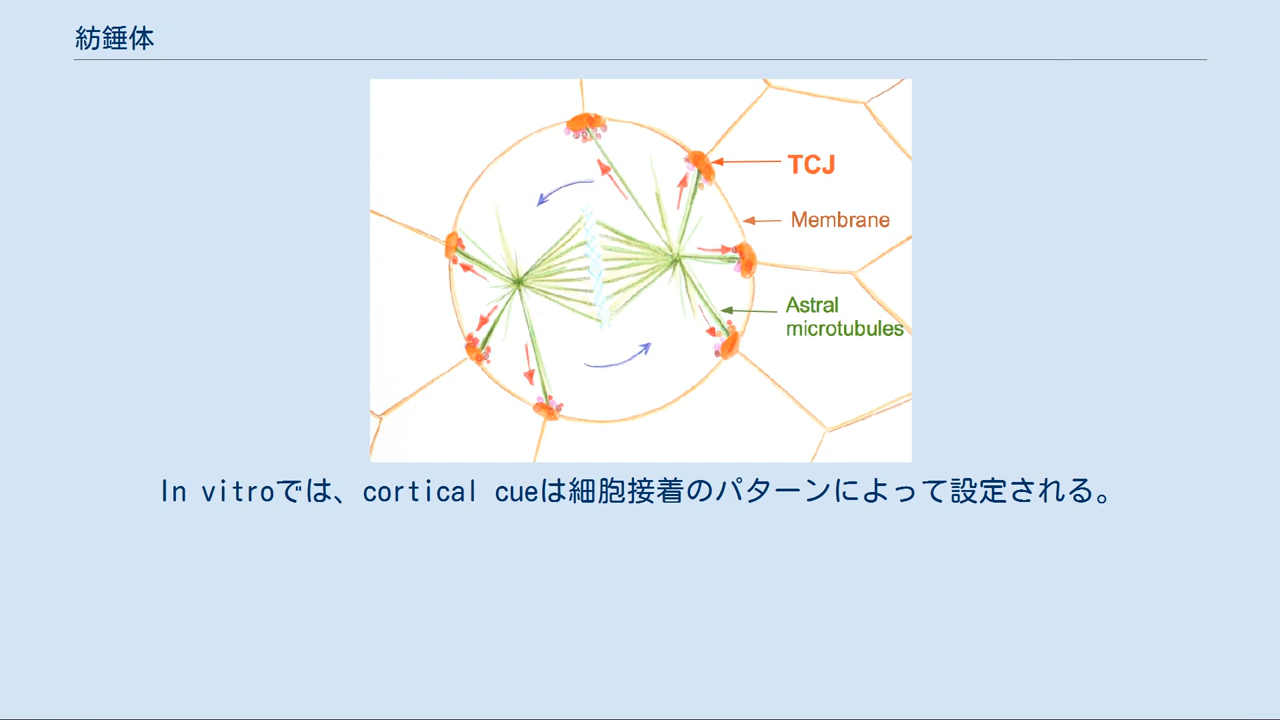 紡錘体
TCJ
Membrane
Astral
microtubules
In vitroでは、cortical cueは細胞接着のパターンによって設定される。